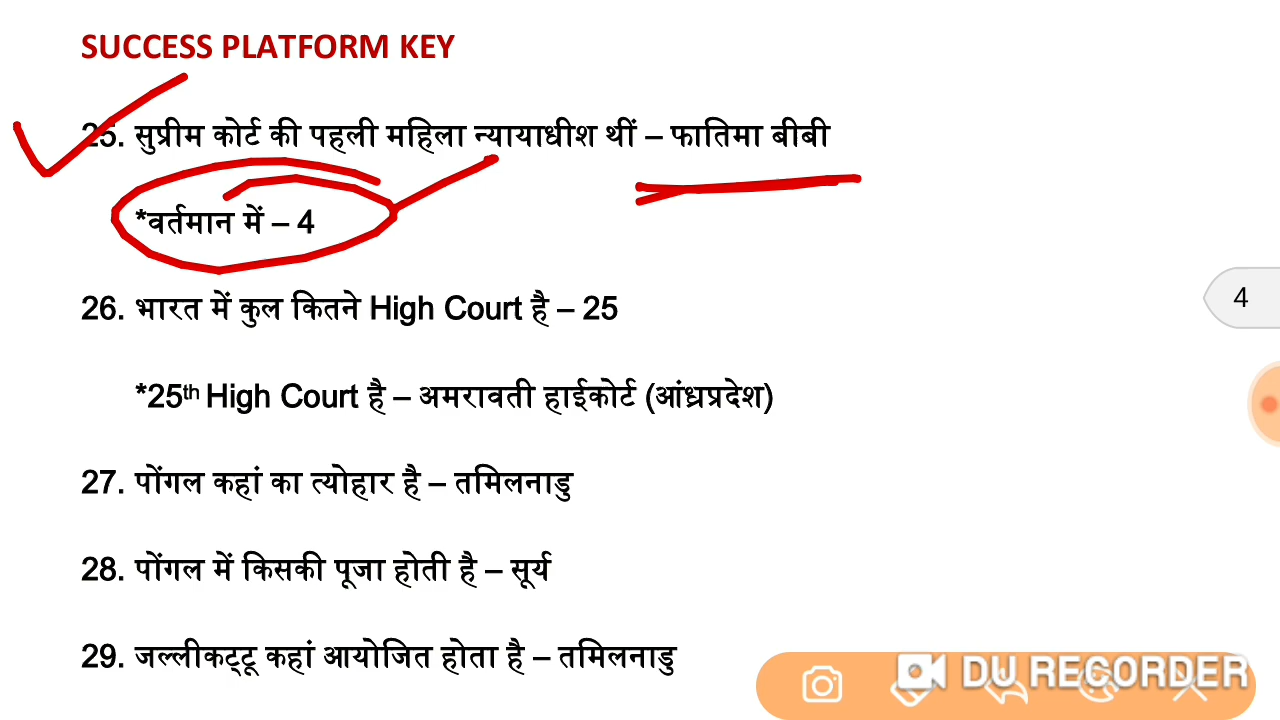 SUCCESS PLATFORM KEY
25. सुप्रीम कोर्ट की पहली महिला न्यायाधीश थीं – फातिमा बीबी
*वर्तमान में – 4
26. भारत में कुल कितने High Court है – 25
*25th High Court है – अमरावती हाईकोर्ट (आंध्रप्रदेश)
4
27. पोंगल कहां का त्योहार है – तमिलनाडु
28. पोंगल में किसकी पूजा होती है – सूर्य
29. जल्लीकट्टू कहां आयोजित होता है – तमिलनाडु
DU RECORDER